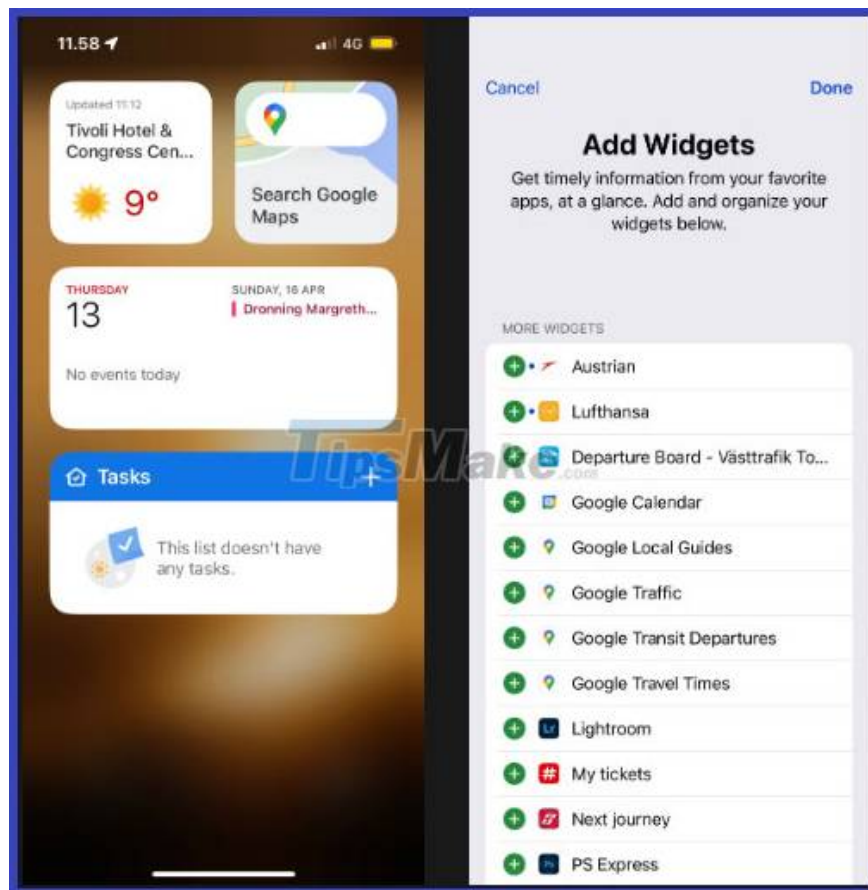 11.58
4G
Updated 11:12
Tivoli Hotel &
Congress Cen...
9°
Search Google
Maps
THURSDAY
13
No events today
SUNDAY, 16 APR
Dronning Margreth...
Tasks
+
This list doesn't have
any tasks.
Cancel
Done
Add Widgets
Get timely information from your favorite
apps, at a glance. Add and organize your
widgets below.
MORE WIDGETS
Austrian
Lufthansa
Departure Board - Västtrafik To...
Google Calendar
Google Local Guides
Google Traffic
Google Transit Departures
Google Travel Times
Lr Lightroom
# My tickets
Next journey
PS PS Express
TipsMake.com